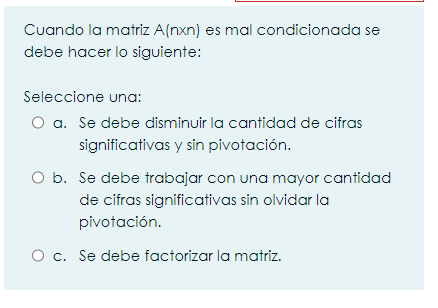 Cuando la matriz A(nxn) es mal condicionada se
debe hacer lo siguiente:
Seleccione una:
a. Se debe disminuir la cantidad de cifras
significativas y sin pivotación.
b. Se debe trabajar con una mayor cantidad
de cifras significativas sin olvidar la
pivotación.
c. Se debe factorizar la matriz.